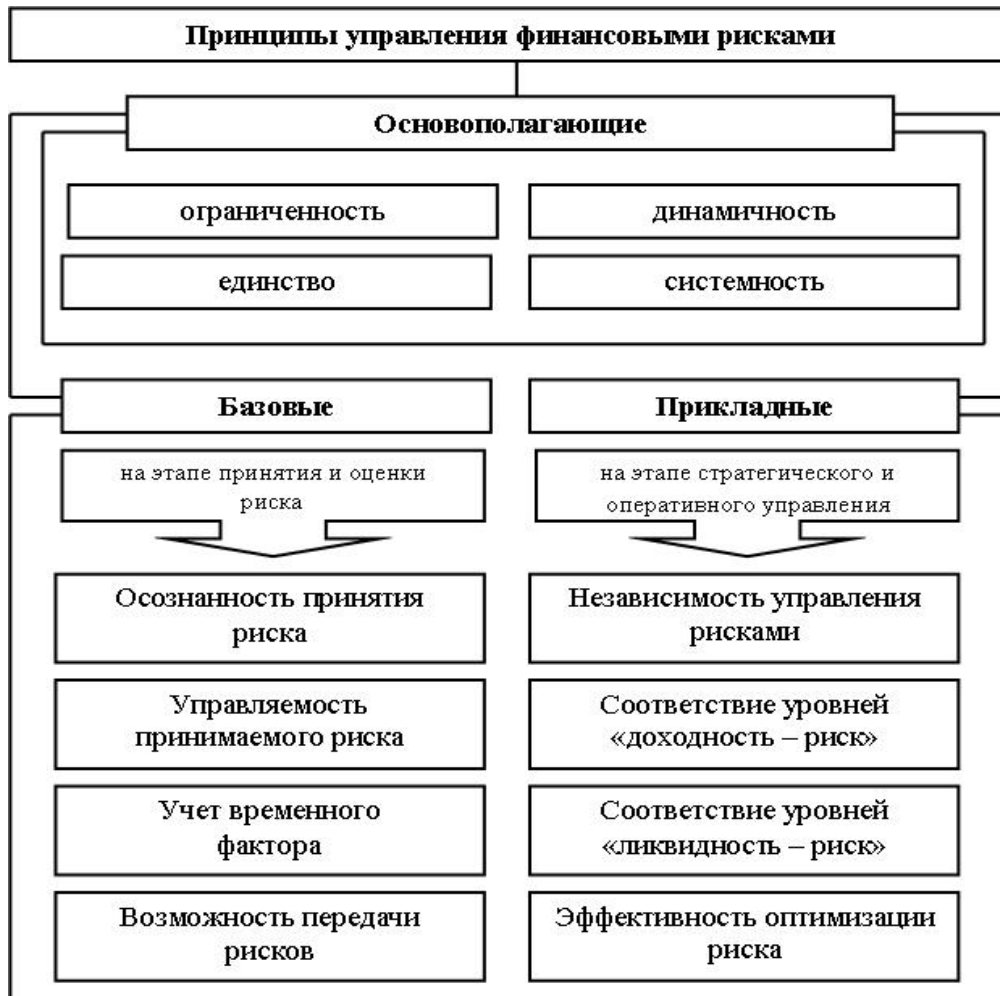 Принципы управления финансовыми рисками
Основополагающие
ограниченность
динамичность
единство
системность
Базовые
Прикладные
на этапе принятия и оценки
риска
на этапе стратегического и
оперативного управления
Осознанность принятия
риска
Независимость управления
рисками
Управляемость
принимаемого риска
Соответствие уровней
«доходность – риск»
Учет временного
фактора
Соответствие уровней
«ликвидность – риск»
Возможность передачи
рисков
Эффективность оптимизации
риска